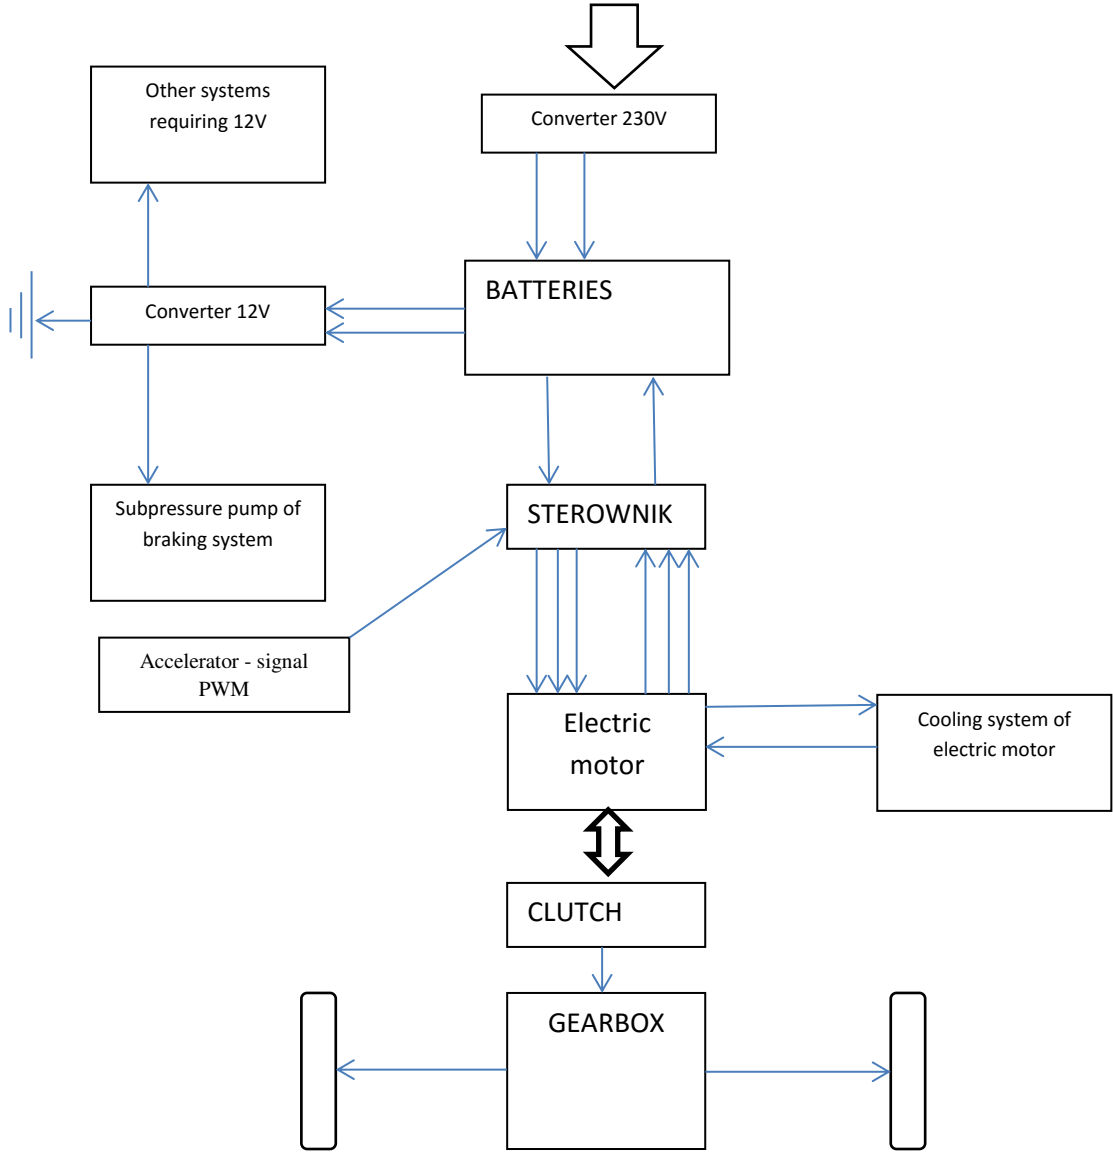 Other systems
requiring 12V
Converter 230V
BATTERIES
Converter 12V
Subpressure pump of
braking system
STEROWNIK
Accelerator - signal
PWM
Electric
motor
Cooling system of
electric motor
CLUTCH
GEARBOX